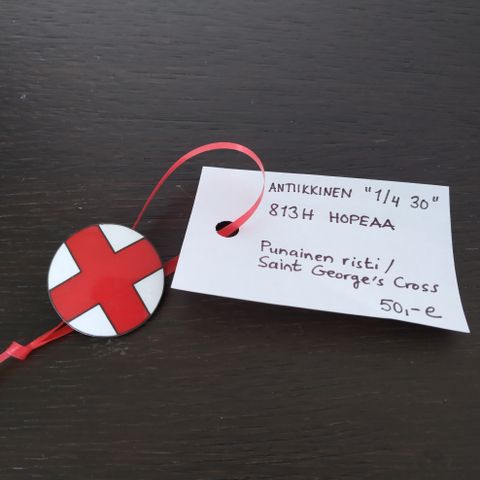 ANTIIKKINEN "1/4 30"
813H HOPEAA
Punainen risti/
Saint George's Cross
50,-e